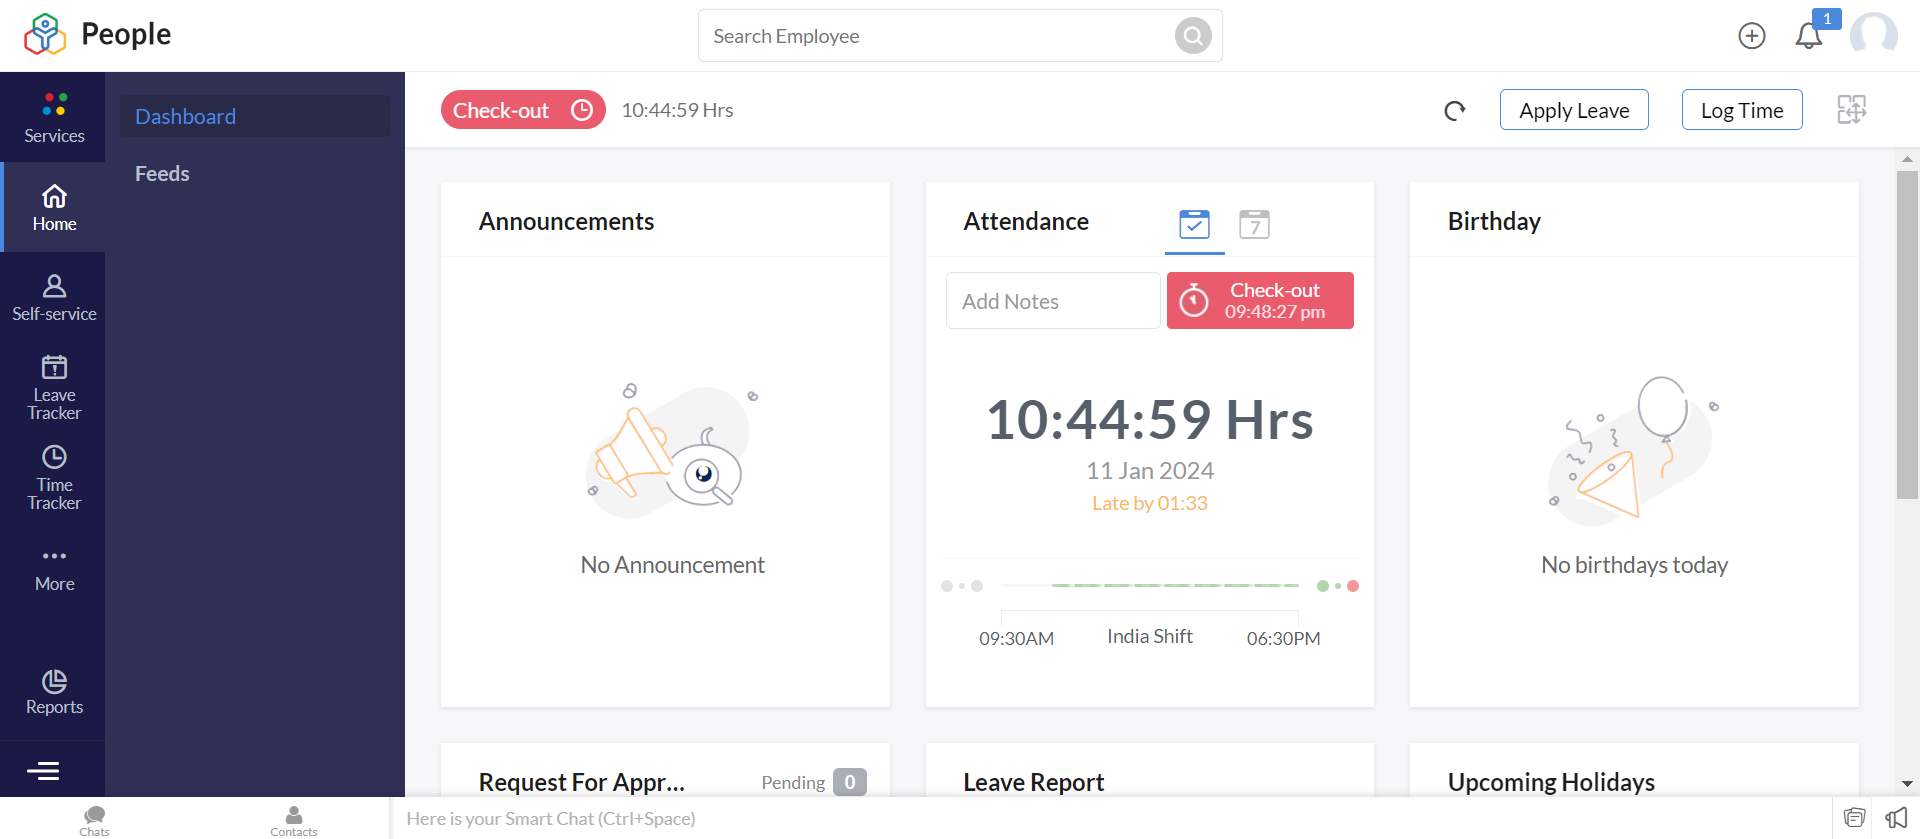 People
Search Employee
1
Services
Home
Self-service
Leave
Tracker
Time
Tracker
More
Reports
Dashboard
Feeds
Check-out
10:44:59 Hrs
Apply Leave
Log Time
Announcements
No Announcement
Attendance
7
Add Notes
Check-out
09:48:27 pm
10:44:59 Hrs
11 Jan 2024
Late by 01:33
09:30AM
India Shift
06:30PM
Birthday
No birthdays today
Request For Appr...
Pending 0
Leave Report
Upcoming Holidays
Chats
Contacts
Here is your Smart Chat (Ctrl+Space)